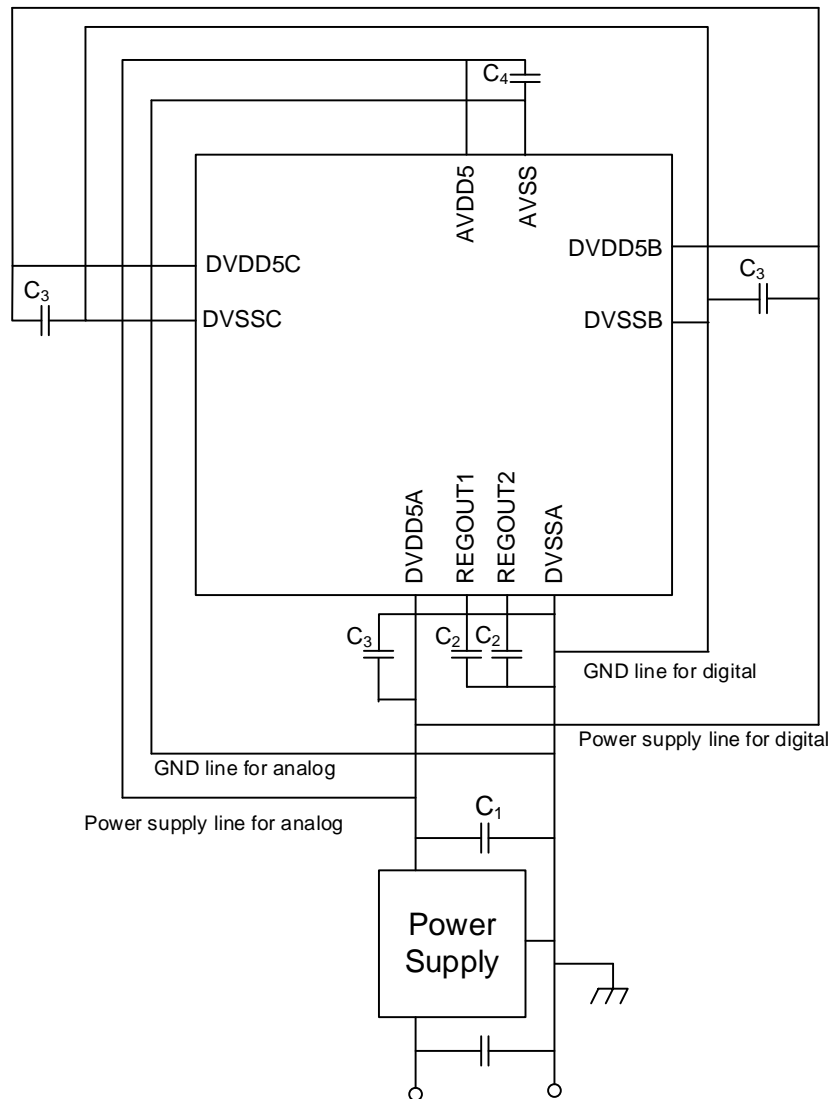 C₄
AVDD5
AVSS
DVDD5B
DVDD5C
C₃
C₃
DVSSC
DVSSB
DVDD5A
REGOUT1
REGOUT2
DVSSA
C₃
C₂
C₂
GND line for digital
Power supply line for digital
GND line for analog
Power supply line for analog
C₁
Power
Supply